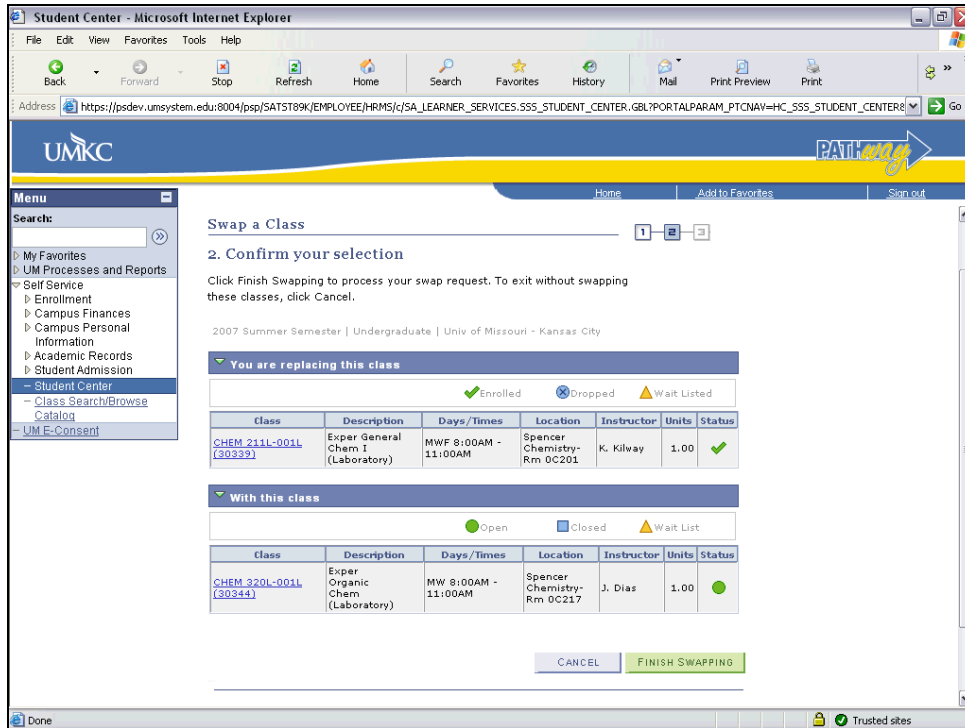 Student Center - Microsoft Internet Explorer
File Edit View Favorites Tools Help
Back Forward Stop Refresh Home Search Favorites History Mail Print Preview Print »
Address https://psdev.umsystem.edu:8004/psp/SATST89K/EMPLOYEE/HRMS/c/SA_LEARNER_SERVICES.SSS_STUDENT_CENTER.GBL?PORTALPARAM_PTCNAV=HC_SSS_STUDENT_CENTER& Go
UMKC PATHway
Home Add to Favorites Sign out
Menu
Search:
My Favorites
UM Processes and Reports
Self Service
Enrollment
Campus Finances
Campus Personal
Information
Academic Records
Student Admission
Student Center
Class Search/Browse
Catalog
UM E-Consent
Swap a Class
1 2 3
2. Confirm your selection
Click Finish Swapping to process your swap request. To exit without swapping
these classes, click Cancel.
2007 Summer Semester | Undergraduate | Univ of Missouri - Kansas City
You are replacing this class
Enrolled Dropped Wait Listed
Class Description Days/Times Location Instructor Units Status
CHEM 211L-001L
(30339)
Exper General
Chem I
(Laboratory)
MWF 8:00AM -
11:00AM
Spencer
Chemistry-
Rm 0C201
K. Kilway
1.00
With this class
Open Closed Wait List
Class Description Days/Times Location Instructor Units Status
CHEM 320L-001L
(30344)
Exper
Organic
Chem
(Laboratory)
MW 8:00AM -
11:00AM
Spencer
Chemistry-
Rm 0C217
J. Dias
1.00
CANCEL FINISH SWAPPING
Done Trusted sites